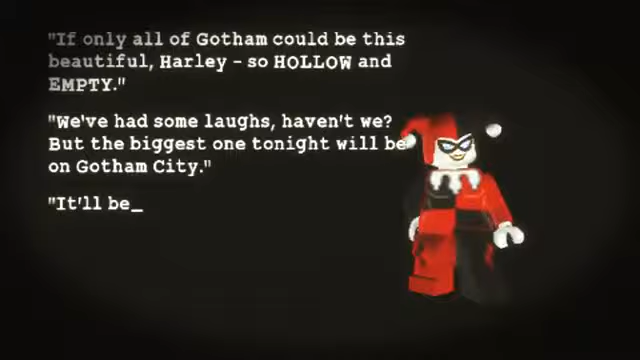 "If only all of Gotham could be this
beautiful, Harley - so HOLLOW and
EMPTY."
"We've had some laughs, haven't we?
But the biggest one tonight will be
on Gotham City."
"It'll be_